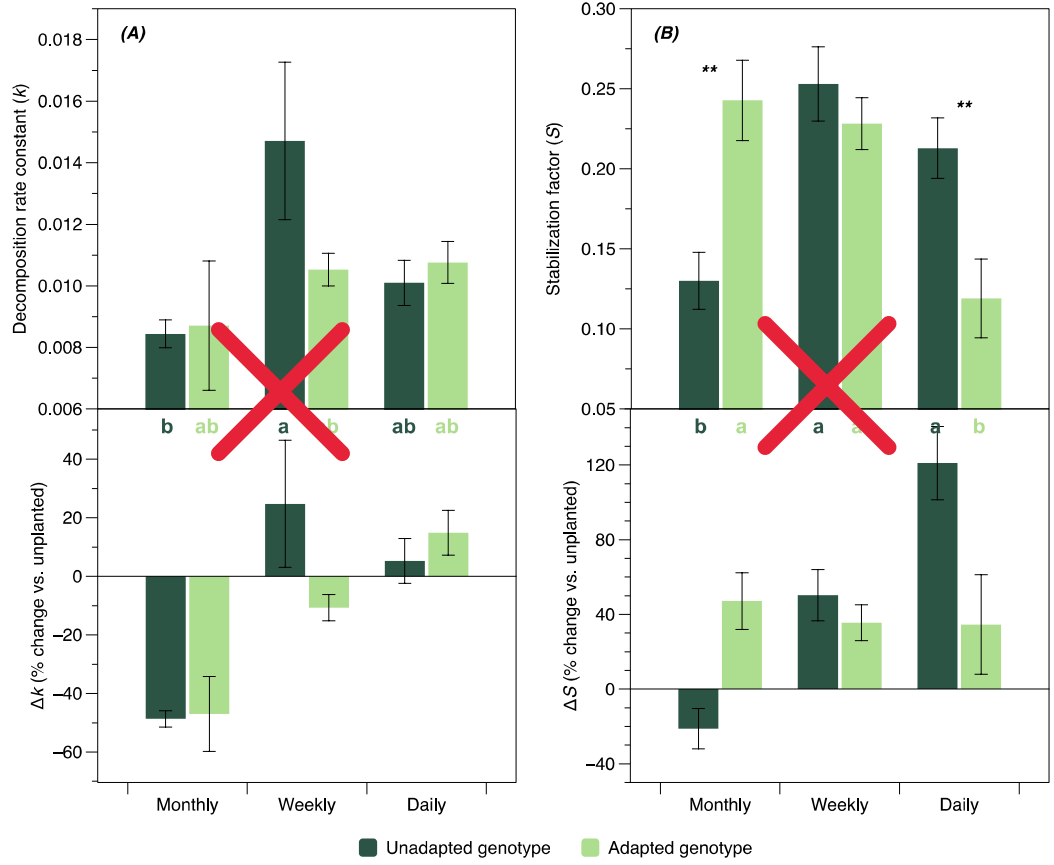 (A)
Decomposition rate constant (k)
0.018
0.016
0.014
0.012
0.010
0.008
0.006
b ab a b ab ab
Δk (% change vs. unplanted)
40
20
0
−20
−40
−60
Monthly Weekly Daily
(B)
Stabilization factor (S)
0.30
0.25
0.20
0.15
0.10
0.05
** **
b a a a a b
ΔS (% change vs. unplanted)
120
80
40
0
−40
Monthly Weekly Daily
Unadapted genotype Adapted genotype